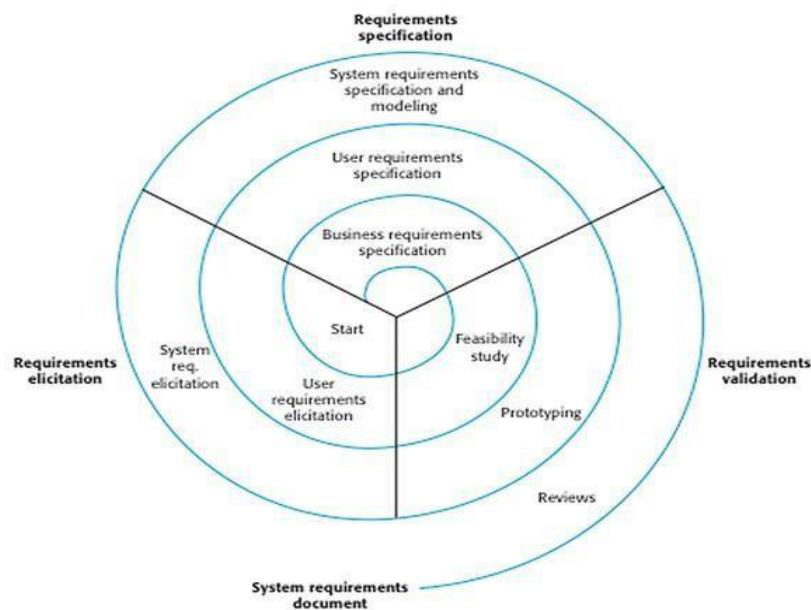 Requirements
specification
System requirements
specification and
modeling
User requirements
specification
Business requirements
specification
Start
Feasibility
study
Requirements
elicitation
System
req.
elicitation
User
requirements
elicitation
Prototyping
Requirements
validation
Reviews
System requirements
document